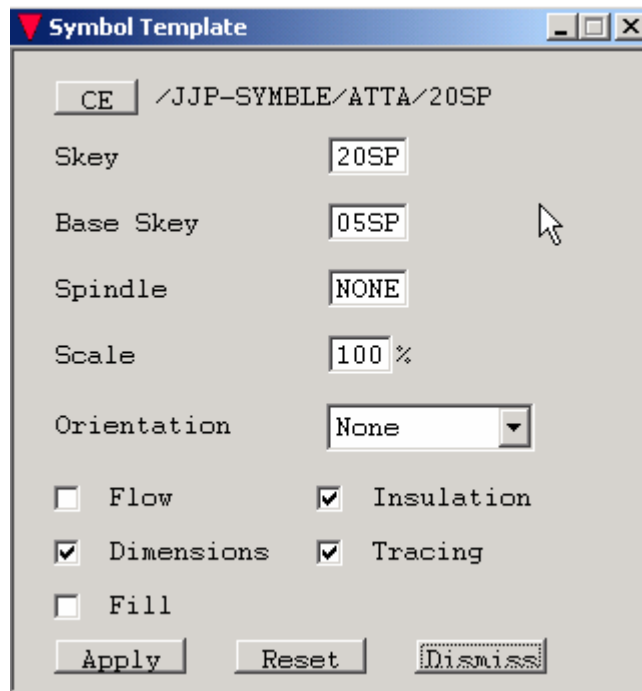 Symbol Template
CE /JJP-SYMBLE/ATTA/20SP
Skey 20SP
Base Skey 05SP
Spindle NONE
Scale 100 %
Orientation None
Flow Insulation
Dimensions Tracing
Fill
Apply Reset Dismiss